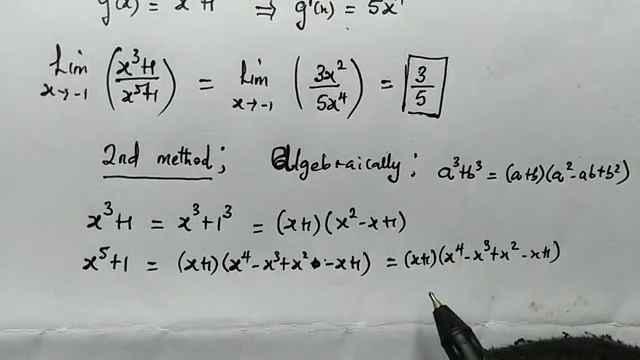 g(x) = x⁵+1 ⇒ g'(x) = 5x⁴
Lim x→-1 (x³+1 / x⁵+1) = Lim x→-1 (3x² / 5x⁴) = 3/5
2nd method; Algebraically; a³+b³ = (a+b)(a²-ab+b²)
x³+1 = x³+1³ = (x+1)(x²-x+1)
x⁵+1 = (x+1)(x⁴-x³+x²-x+1) = (x+1)(x⁴-x³+x²-x+1)